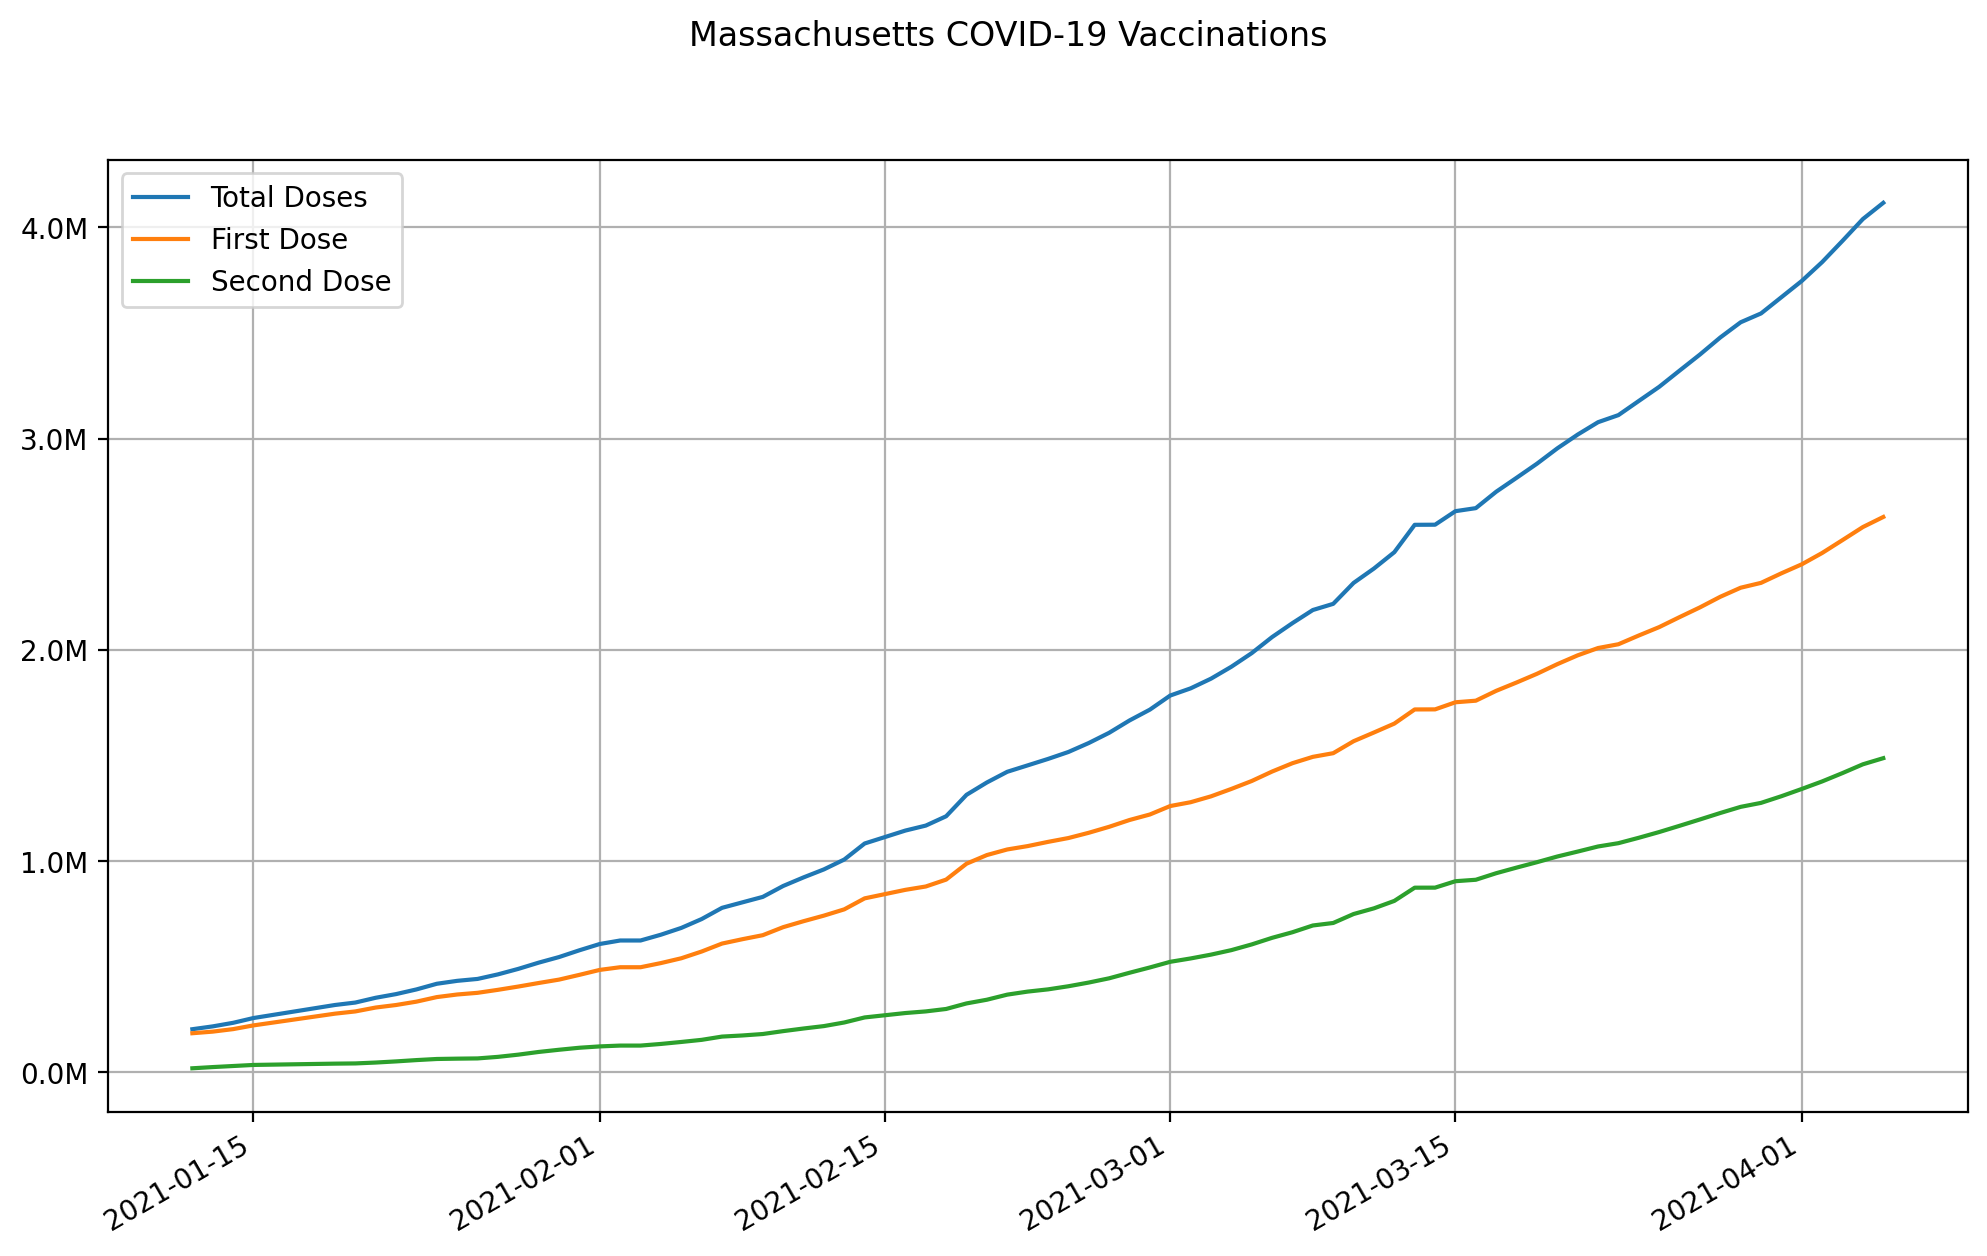 Massachusetts COVID-19 Vaccinations
Total Doses
First Dose
Second Dose
4.0M
3.0M
2.0M
1.0M
0.0M
2021-01-15
2021-02-01
2021-02-15
2021-03-01
2021-03-15
2021-04-01